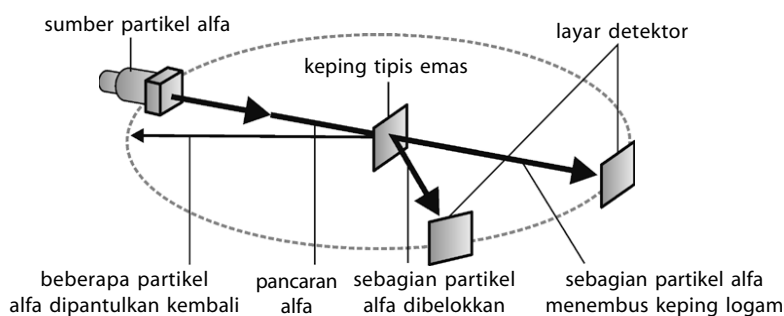 sumber partikel alfa
layar detektor
keping tipis emas
beberapa partikel
alfa dipantulkan kembali
pancaran
alfa
sebagian partikel
alfa dibelokkan
sebagian partikel alfa
menembus keping logam